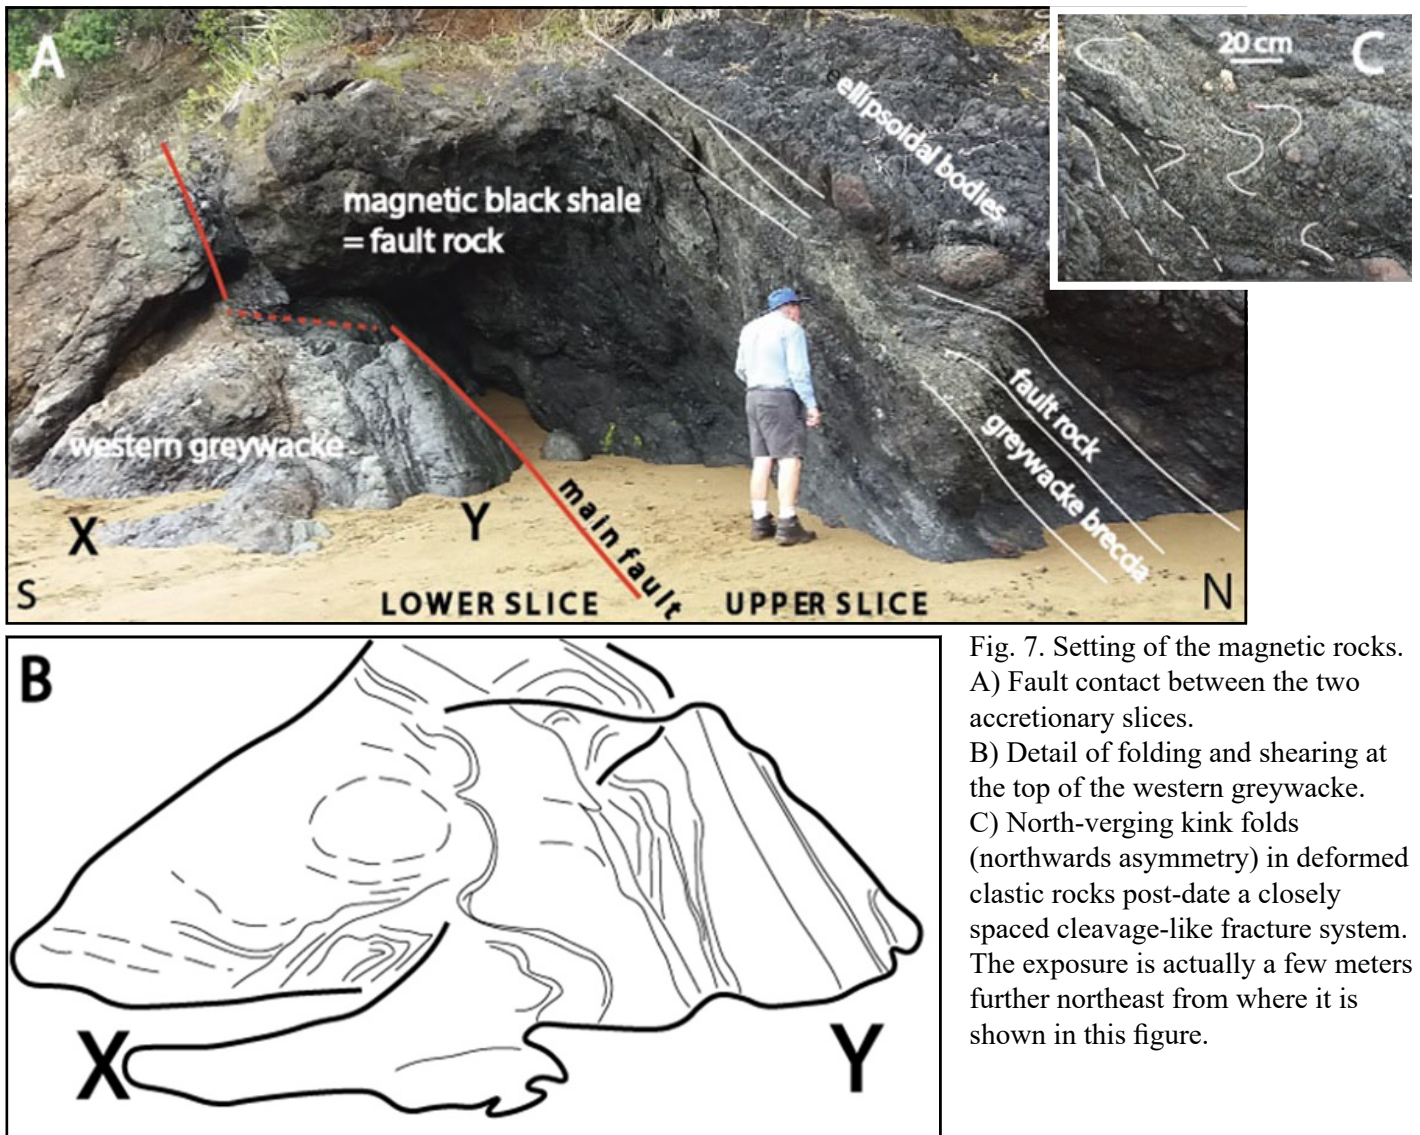 A
eellipsoidal bodies
20 cm
C
magnetic black shale
= fault rock
western greywacke
fault rock
greywacke breccia
main fault
X
Y
S
LOWER SLICE
UPPER SLICE
N
B
X
Y
Fig. 7. Setting of the magnetic rocks.
A) Fault contact between the two
accretionary slices.
B) Detail of folding and shearing at
the top of the western greywacke.
C) North-verging kink folds
(northwards asymmetry) in deformed
clastic rocks post-date a closely
spaced cleavage-like fracture system.
The exposure is actually a few meters
further northeast from where it is
shown in this figure.